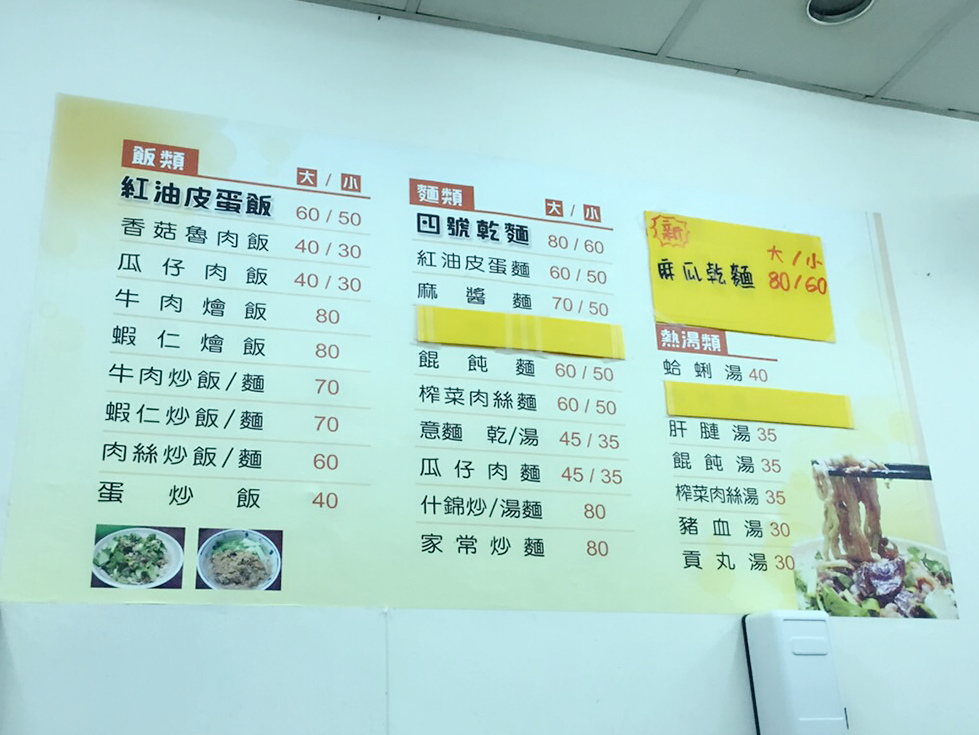 飯類 大 / 小
紅油皮蛋飯 60 / 50
香菇魯肉飯 40 / 30
瓜仔肉飯 40 / 30
牛肉燴飯 80
蝦仁燴飯 80
牛肉炒飯/麵 70
蝦仁炒飯/麵 70
肉絲炒飯/麵 60
蛋炒飯 40
麵類 大 / 小
四號乾麵 80 / 60
紅油皮蛋麵 60 / 50
麻醬麵 70 / 50
餛飩麵 60 / 50
榨菜肉絲麵 60 / 50
意麵 乾/湯 45 / 35
瓜仔肉麵 45 / 35
什錦炒/湯麵 80
家常炒麵 80
新
大 / 小
麻瓜乾麵 80 / 60
熱湯類
蛤蜊湯 40
肝腱湯 35
餛飩湯 35
榨菜肉絲湯 35
豬血湯 30
貢丸湯 30